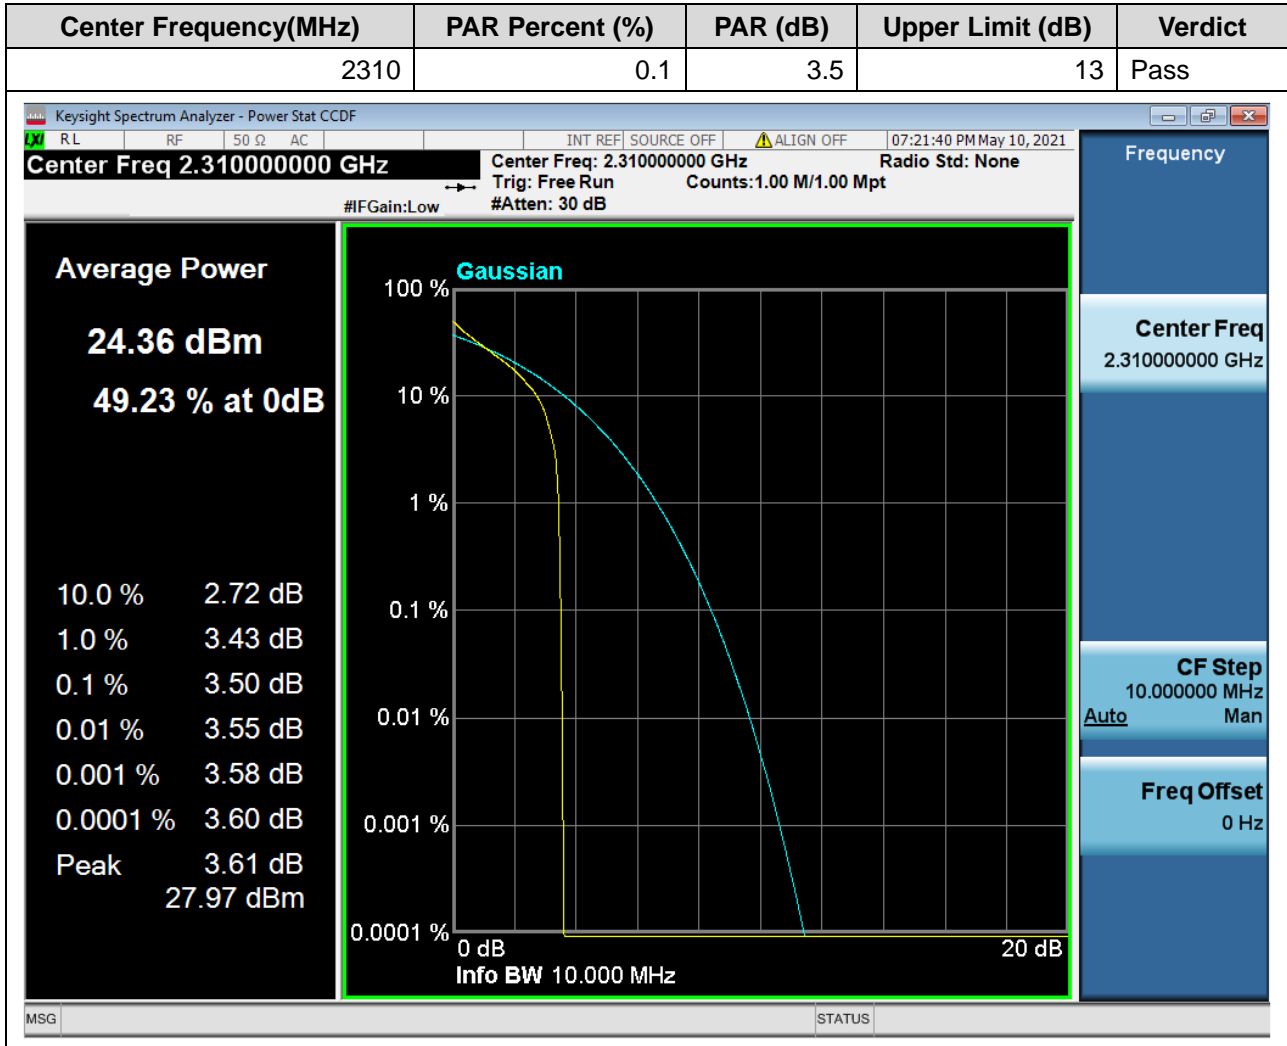 Center Frequency(MHz) PAR Percent (%) PAR (dB) Upper Limit (dB) Verdict
2310 0.1 3.5 13 Pass
Keysight Spectrum Analyzer - Power Stat CCDF
LXI RL RF 50 Ω AC INT REF SOURCE OFF ALIGN OFF 07:21:40 PM May 10, 2021
Center Freq 2.310000000 GHz
Center Freq: 2.310000000 GHz Radio Std: None
Trig: Free Run Counts:1.00 M/1.00 Mpt
#IFGain:Low #Atten: 30 dB
Average Power
24.36 dBm
49.23 % at 0dB
10.0 % 2.72 dB
1.0 % 3.43 dB
0.1 % 3.50 dB
0.01 % 3.55 dB
0.001 % 3.58 dB
0.0001 % 3.60 dB
Peak 3.61 dB
27.97 dBm
Gaussian
100 %
10 %
1 %
0.1 %
0.01 %
0.001 %
0.0001 %
0 dB 20 dB
Info BW 10.000 MHz
Frequency
Center Freq
2.310000000 GHz
CF Step
10.000000 MHz
Auto Man
Freq Offset
0 Hz
MSG STATUS